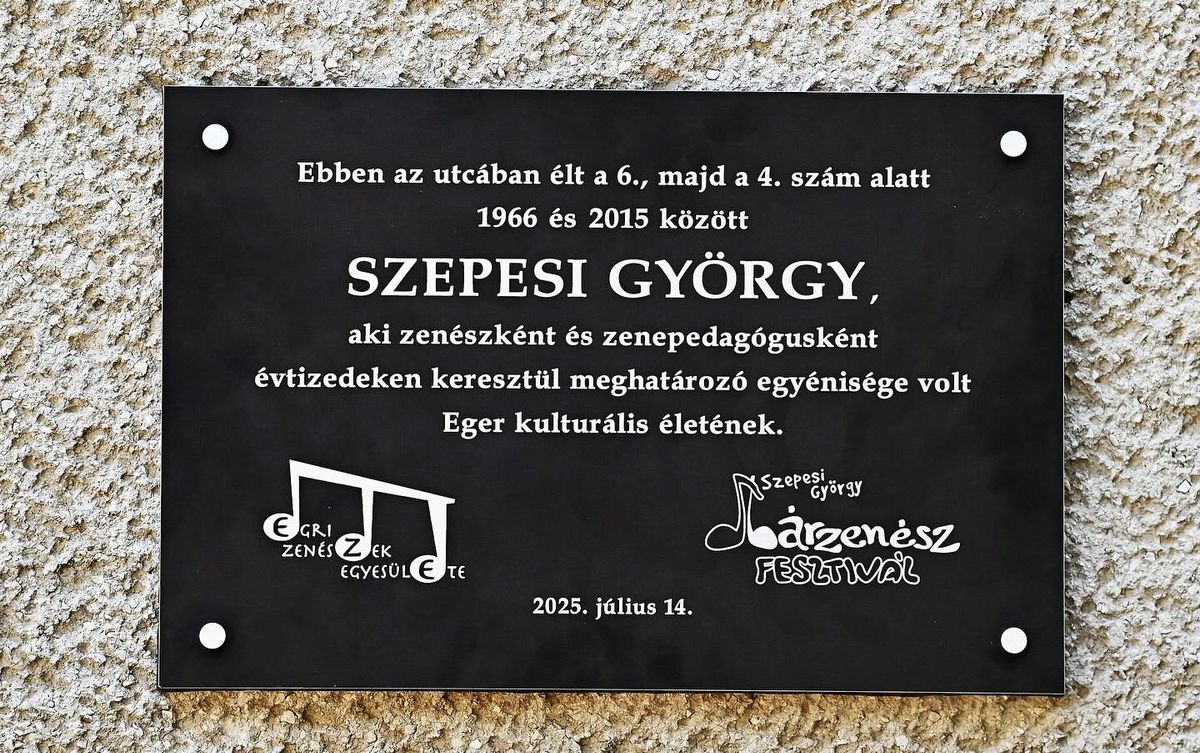 Ebben az utcában élt a 6., majd a 4. szám alatt
1966 és 2015 között
SZEPESI GYÖRGY,
aki zenészként és zenepedagógusként
évtizedeken keresztül meghatározó egyénisége volt
Eger kulturális életének.
EGRI
ZENÉSZEK
EGYESÜLETE
Szepesi
György
bárzenész
FESZTIVÁL
2025. július 14.